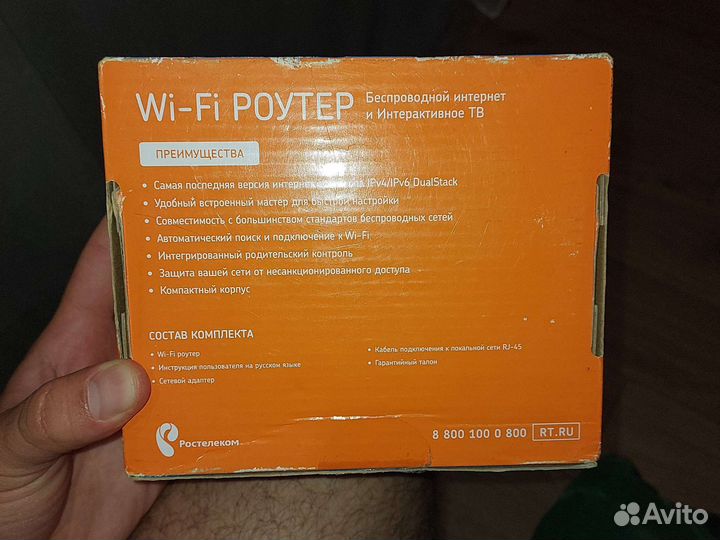 Wi-Fi РОУТЕР
Беспроводной интернет
и Интерактивное ТВ
ПРЕИМУЩЕСТВА
• Самая последняя версия интернет IPv4/IPv6 DualStack
• Удобный встроенный мастер для быстрой настройки
• Совместимость с большинством стандартов беспроводных сетей
• Автоматический поиск и подключение к Wi-Fi
• Интегрированный родительский контроль
• Защита вашей сети от несанкционированного доступа
• Компактный корпус
СОСТАВ КОМПЛЕКТА
• Wi-Fi роутер
• Инструкция пользователя на русском языке
• Сетевой адаптер
• Кабель подключения к локальной сети RJ-45
• Гарантийный талон
Ростелеком
8 800 100 0 800 RT.RU
Avito